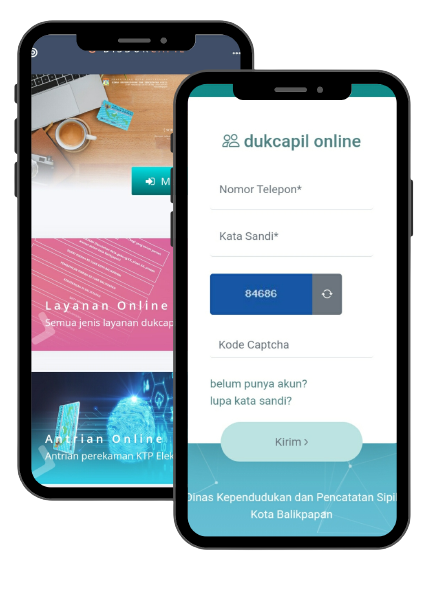 M
Layanan Online
Semua jenis layanan dukcap
Antrian Online
Antrian perekaman KTP Elek
dukcapil online
Nomor Telepon*
Kata Sandi*
84686
Kode Captcha
belum punya akun?
lupa kata sandi?
Kirim
Dinas Kependudukan dan Pencatatan Sipil
Kota Balikpapan